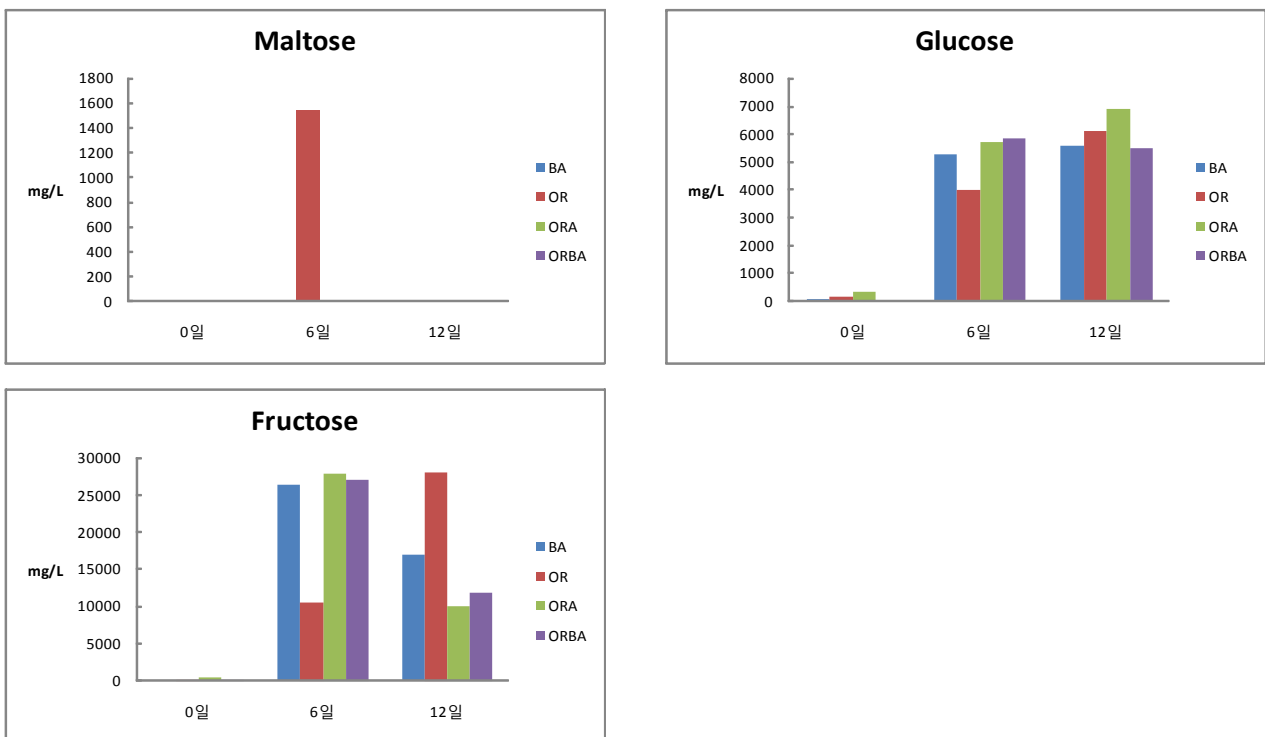 Maltose
1800
1600
1400
1200
1000
800
600
400
200
0
mg/L
0일
6일
12일
BA
OR
ORA
ORBA
Glucose
8000
7000
6000
5000
4000
3000
2000
1000
0
mg/L
0일
6일
12일
BA
OR
ORA
ORBA
Fructose
30000
25000
20000
15000
10000
5000
0
mg/L
0일
6일
12일
BA
OR
ORA
ORBA